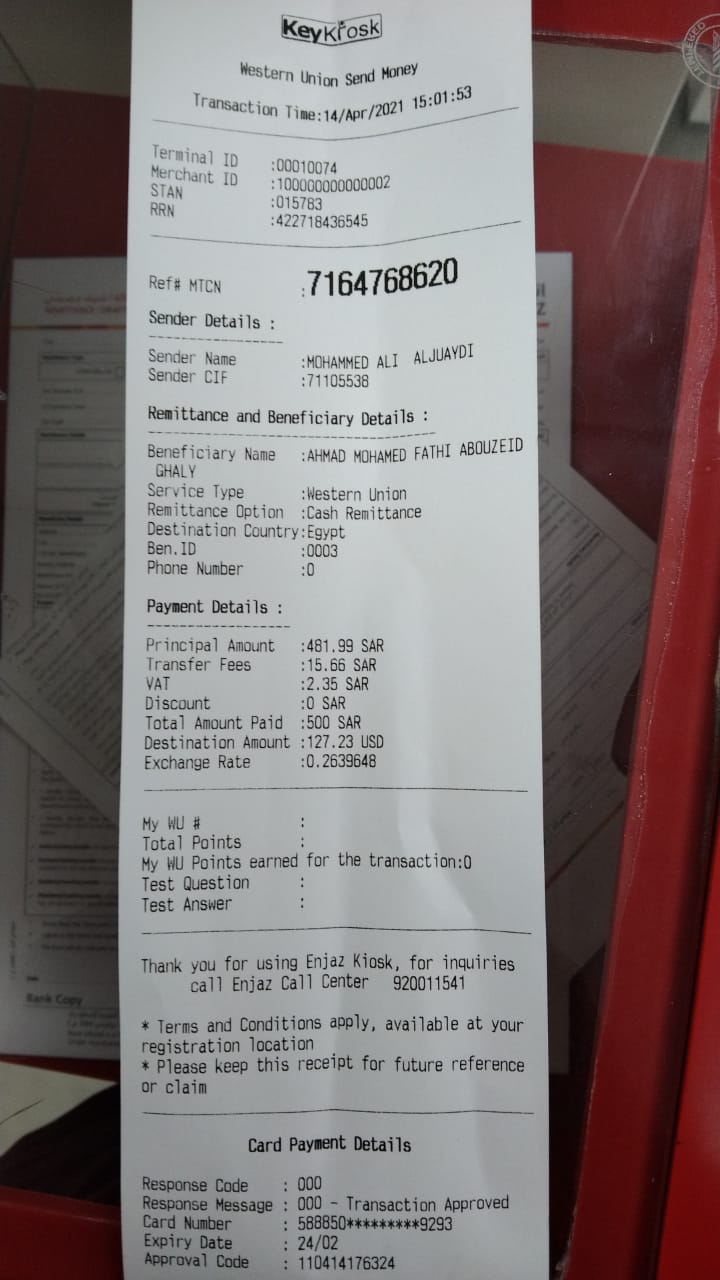 KeyKiosk
Western Union Send Money
Transaction Time:14/Apr/2021 15:01:53
Terminal ID :00010074
Merchant ID :100000000000002
STAN :015783
RRN :422718436545
Ref# MTCN :7164768620
Sender Details :
Sender Name :MOHAMMED ALI ALJUAYDI
Sender CIF :71105538
Remittance and Beneficiary Details :
Beneficiary Name :AHMAD MOHAMED FATHI ABOUZEID
GHALY
Service Type :Western Union
Remittance Option :Cash Remittance
Destination Country:Egypt
Ben.ID :0003
Phone Number :0
Payment Details :
Principal Amount :481.99 SAR
Transfer Fees :15.66 SAR
VAT :2.35 SAR
Discount :0 SAR
Total Amount Paid :500 SAR
Destination Amount :127.23 USD
Exchange Rate :0.2639648
My WU # :
Total Points :
My WU Points earned for the transaction:0
Test Question :
Test Answer :
Thank you for using Enjaz Kiosk, for inquiries
call Enjaz Call Center 920011541
* Terms and Conditions apply, available at your
registration location
* Please keep this receipt for future reference
or claim
Card Payment Details
Response Code : 000
Response Message : 000 - Transaction Approved
Card Number : 588850*********9293
Expiry Date : 24/02
Approval Code : 110414176324
Bank Copy